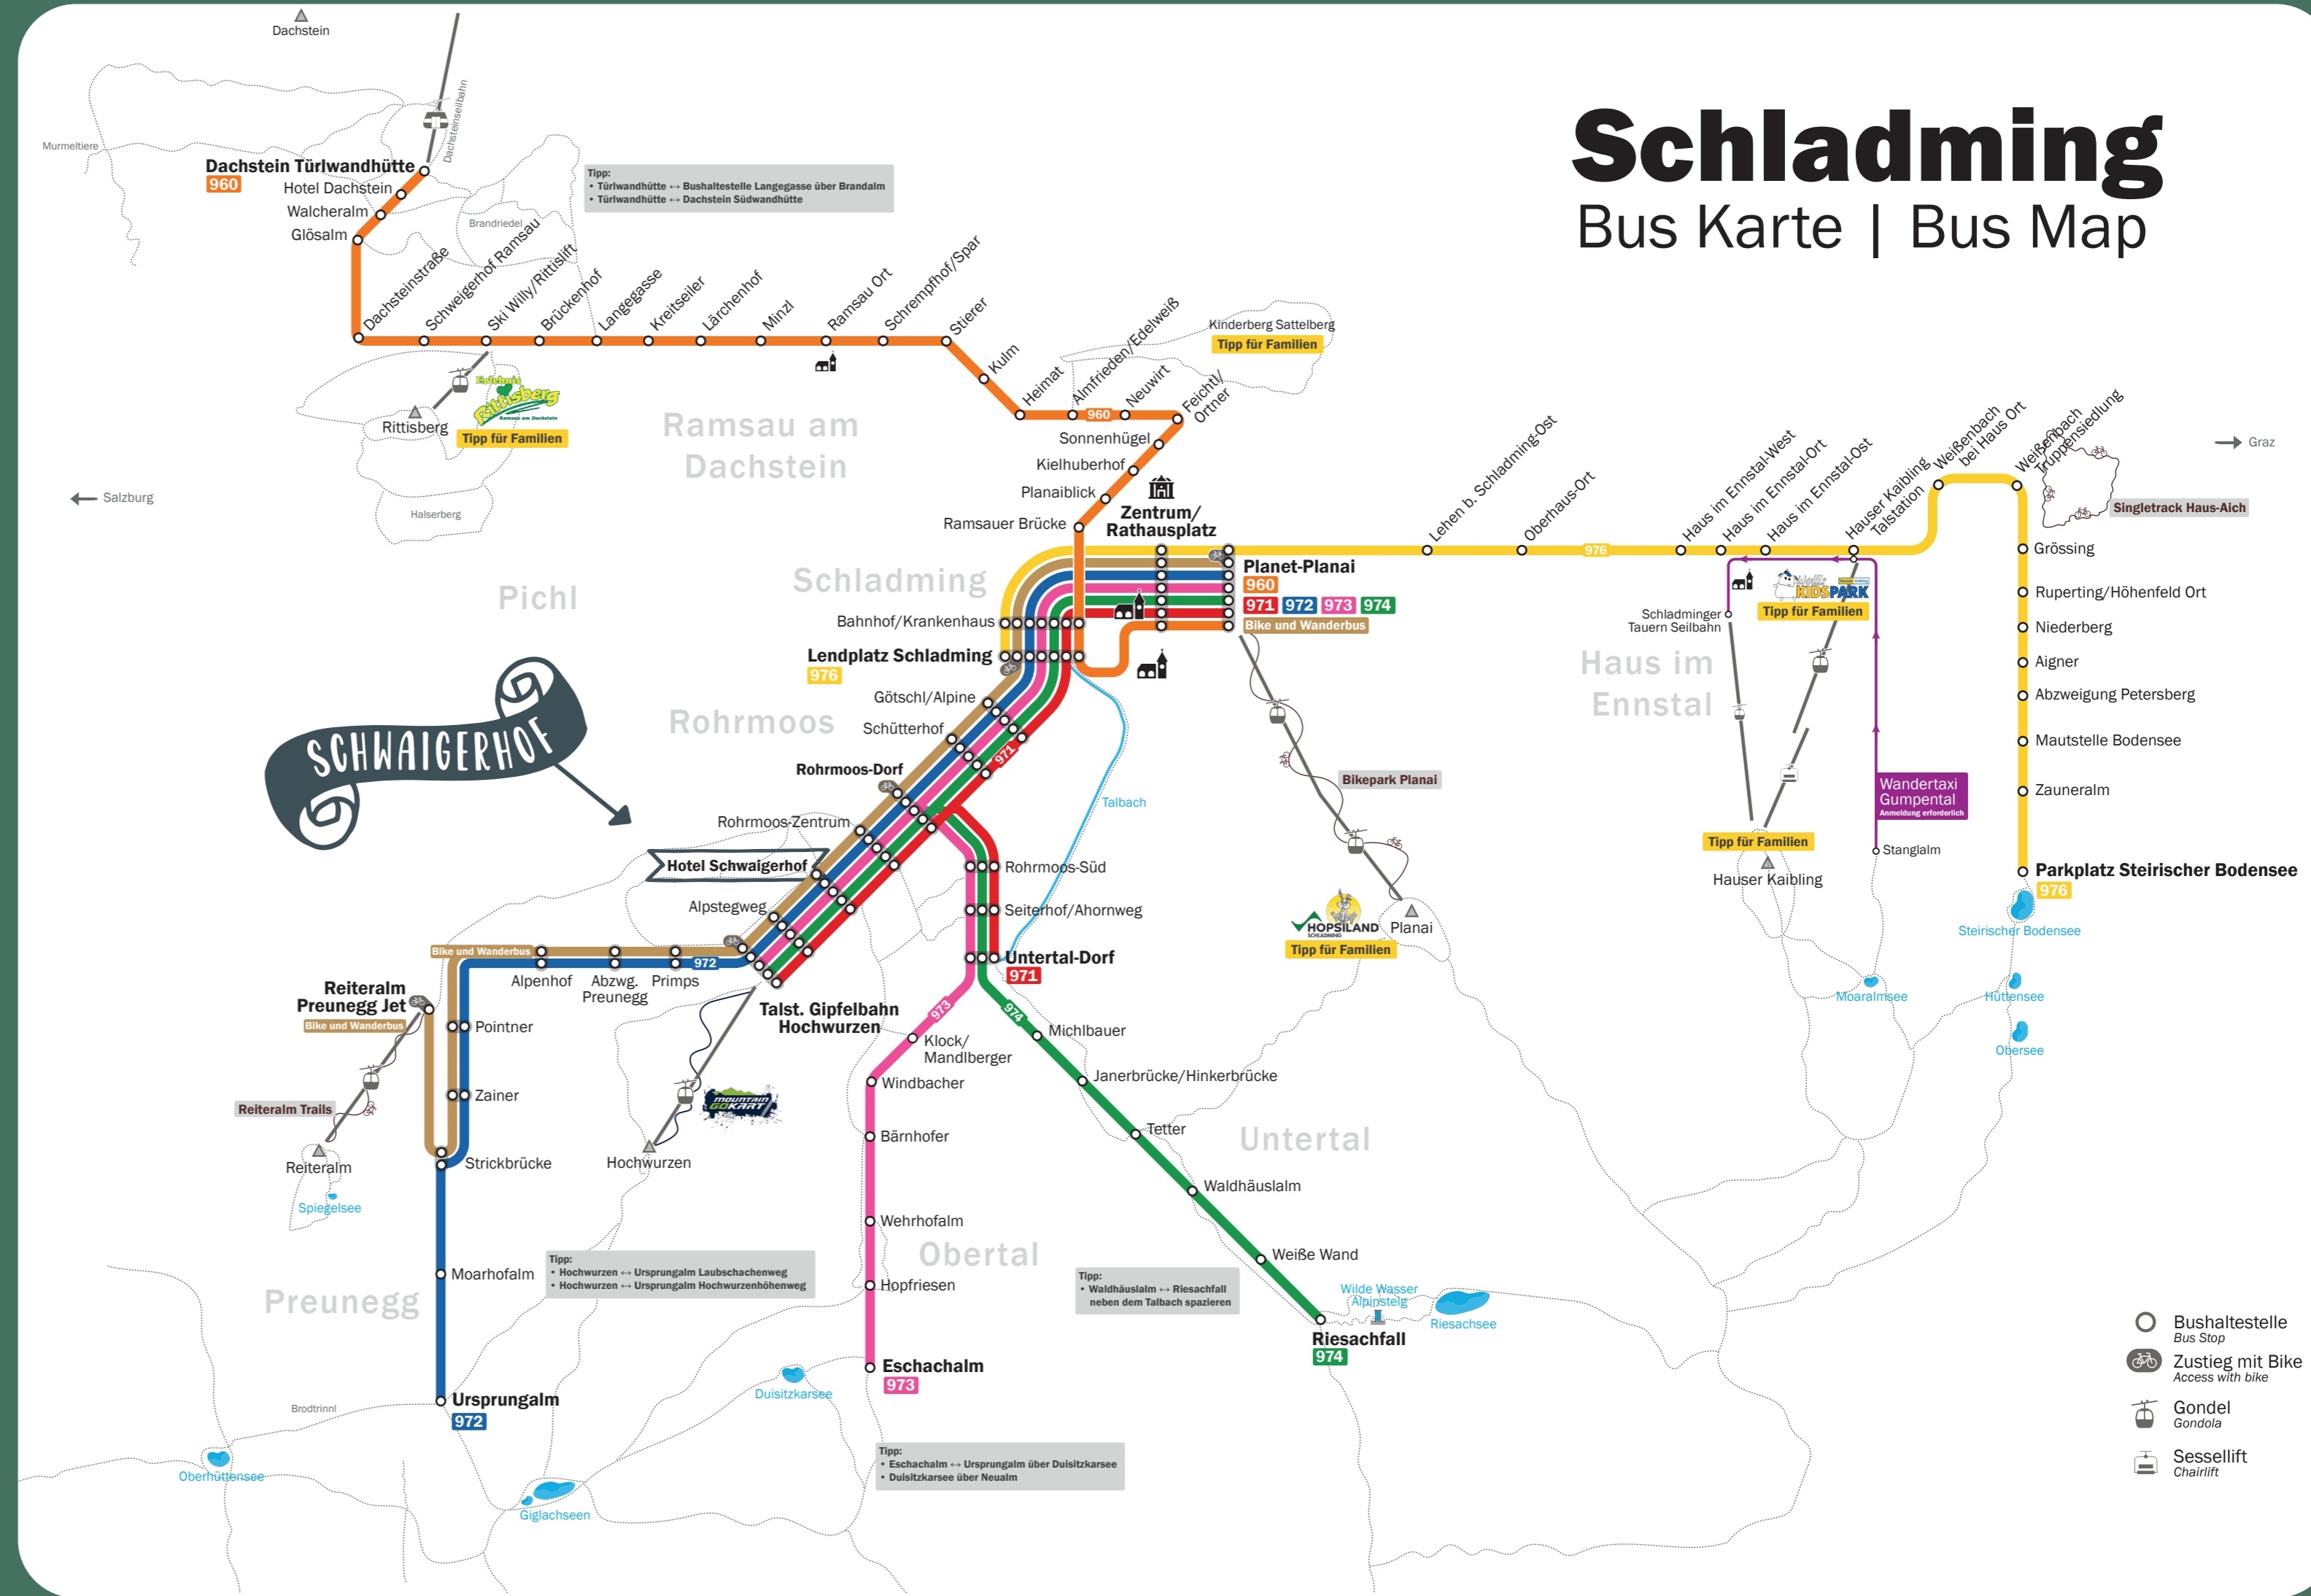 Schladming
Bus Karte | Bus Map
Dachstein
Dachsteinseilbahn
Murmeltiere
Dachstein Türlwandhütte
960
Hotel Dachstein
Walcheralm
Glösalm
Brandriedel
Tipp:
• Türlwandhütte ↔ Bushaltestelle Langegasse über Brandalm
• Türlwandhütte ↔ Dachstein Südwandhütte
Dachsteinstraße
Schweigerhof Ramsau
Ski Willy/Rittislift
Brückenhof
Langegasse
Kreitseiler
Lärchenhof
Minzl
Ramsau Ort
Schrempfhof/Spar
Stierer
Kulm
Heimat
Almfrieden/Edelweiß
Neuwirt
Feichtl/
Ortner
960
Kinderberg Sattelberg
Tipp für Familien
Erlebnis
Rittisberg
Ramsau am Dachstein
Rittisberg
Tipp für Familien
Halserberg
Salzburg
Ramsau am
Dachstein
Sonnenhügel
Kielhuberhof
Planaiblick
Ramsauer Brücke
Zentrum/
Rathausplatz
Lehen b. Schladming-Ost
Oberhaus-Ort
976
Haus im Ennstal-West
Haus im Ennstal-Ort
Haus im Ennstal-Ost
Hauser Kaibling
Talstation
Weißenbach
bei Haus Ort
Weißenbach
Truppensiedlung
Graz
Singletrack Haus-Aich
Grössing
Ruperting/Höhenfeld Ort
Niederberg
Aigner
Abzweigung Petersberg
Mautstelle Bodensee
Zauneralm
Parkplatz Steirischer Bodensee
976
Steirischer Bodensee
Hüttensee
Obersee
Moaralmsee
Planet-Planai
960
971
972
973
974
Bike und Wanderbus
KIDSPARK
Tipp für Familien
Schladminger
Tauern Seilbahn
Haus im
Ennstal
Wandertaxi
Gumpental
Anmeldung erforderlich
Stanglalm
Tipp für Familien
Hauser Kaibling
Pichl
Schladming
Bahnhof/Krankenhaus
Lendplatz Schladming
976
Götschl/Alpine
Rohrmoos
Schütterhof
971
SCHWAIGERHOF
Rohrmoos-Dorf
Talbach
Bikepark Planai
Rohrmoos-Zentrum
Hotel Schwaigerhof
Rohrmoos-Süd
Alpstegweg
Seiterhof/Ahornweg
HOPSILAND
SCHLADMING
Tipp für Familien
Planai
Untertal-Dorf
971
Bike und Wanderbus
972
Alpenhof
Abzwg.
Preunegg
Primps
Reiteralm
Preunegg Jet
Bike und Wanderbus
Talst. Gipfelbahn
Hochwurzen
973
974
Pointner
Klock/
Mandlberger
Michlbauer
Windbacher
Janerbrücke/Hinkerbrücke
Zainer
Reiteralm Trails
MOUNTAIN
GOKART
Bärnhofer
Tetter
Untertal
Strickbrücke
Reiteralm
Hochwurzen
Waldhäuslalm
Spiegelsee
Wehrhofalm
Obertal
Weiße Wand
Moarhofalm
Tipp:
• Hochwurzen ↔ Ursprungalm Laubschachenweg
• Hochwurzen ↔ Ursprungalm Hochwurzenhöhenweg
Hopfriesen
Tipp:
• Waldhäuslalm ↔ Riesachfall
neben dem Talbach spazieren
Wilde Wasser
Alpinsteig
Riesachsee
Preunegg
Riesachfall
974
Eschachalm
973
Duisitzkarsee
Ursprungalm
972
Brodtrinnl
Oberhüttensee
Giglachseen
Tipp:
• Eschachalm ↔ Ursprungalm über Duisitzkarsee
• Duisitzkarsee über Neualm
Bushaltestelle
Bus Stop
Zustieg mit Bike
Access with bike
Gondel
Gondola
Sessellift
Chairlift